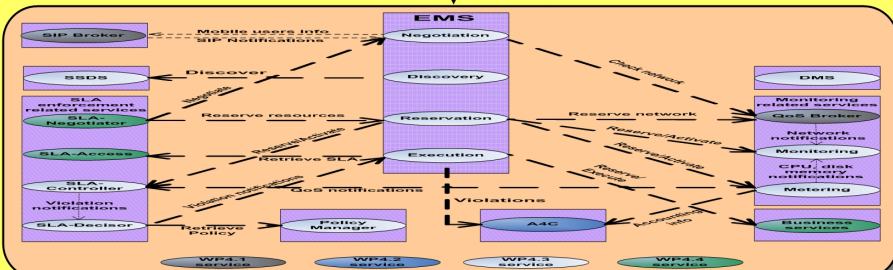 EMS
SIP Broker
Mobile users info
SIP Notifications
Negotiation
SSDS
Discover
Discovery
Check network
DMS
SLA
enforcement
related services
SLA-
Negotiator
Negotiate
Reserve resources
Reservation
Reserve network
Monitoring
related services
QoS Broker
Network
notifications
Reserve/Activate
Reserve/Activate
Reserve/Activate
SLA-Access
Retrieve SLA
Execution
Monitoring
CPU, disk
memory
notifications
SLA-
Controller
Violation notifications
QoS notifications
Reserve/
Execute
Metering
Violation
notifications
Violations
SLA-Decisor
Retrieve
Policy
Policy
Manager
A4C
Accounting
info
Business
services
WP4.1
service
WP4.2
service
WP4.3
service
WP4.4
service